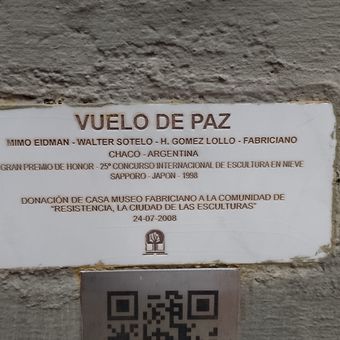 VUELO DE PAZ
MIMO EIDMAN - WALTER SOTELO - H. GOMEZ LOLLO - FABRICIANO
CHACO - ARGENTINA
GRAN PREMIO DE HONOR - 25º CONCURSO INTERNACIONAL DE ESCULTURA EN NIEVE
SAPPORO - JAPON - 1998
DONACIÓN DE CASA MUSEO FABRICIANO A LA COMUNIDAD DE
"RESISTENCIA, LA CIUDAD DE LAS ESCULTURAS"
24-07-2008